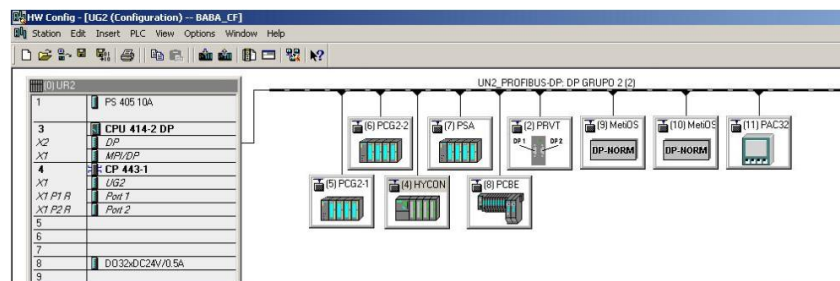 HW Config - [UG2 (Configuration) -- BABA_CF]
Station Edit Insert PLC View Options Window Help
(0) UR2
1 PS 405 10A
3 CPU 414-2 DP
X2 DP
X1 MPI/DP
4 CP 443-1
X1 UG2
X1 P1 R Port 1
X1 P2 R Port 2
5
6
7
8 DO32xDC24V/0.5A
9
UN2_PROFIBUS-DP: DP GRUPO 2 (2)
(6) PCG2-2 (7) PSA (2) PRVT (9) MetiOS (10) MetiOS (11) PAC32
DP1 DP2 DP-NORM DP-NORM
(5) PCG2-1 (4) HYCON (8) PCBE